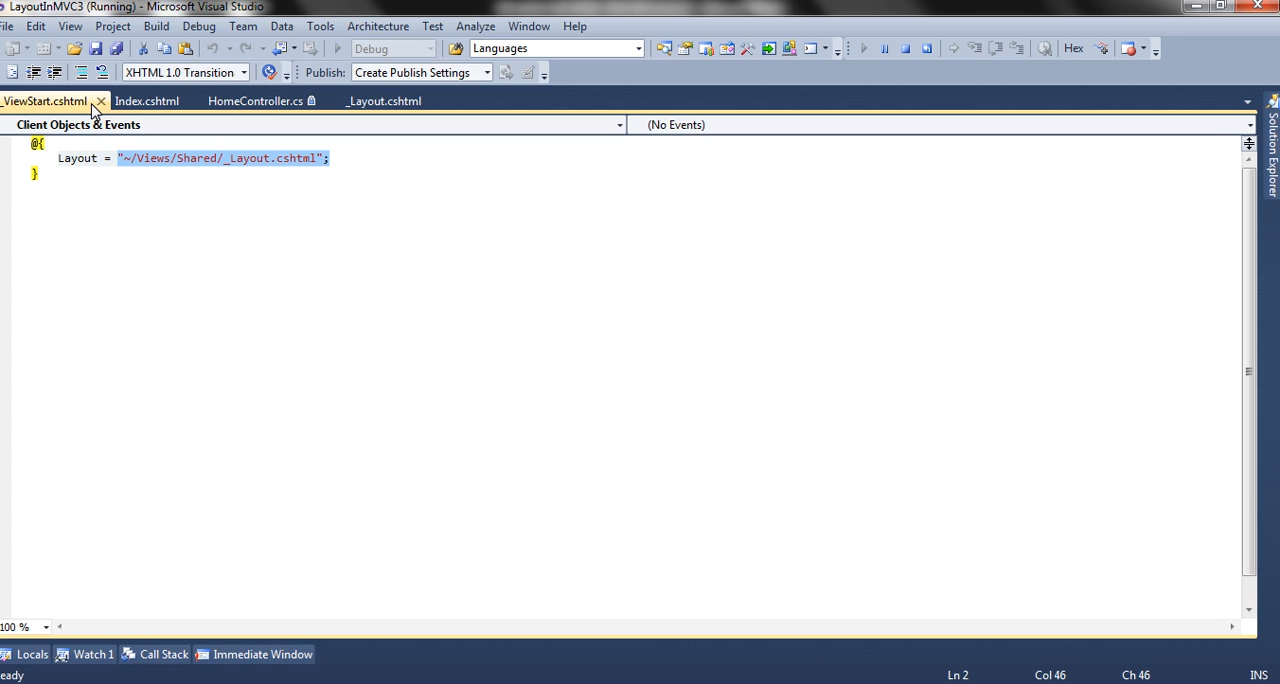 LayoutInMVC3 (Running) - Microsoft Visual Studio
File Edit View Project Build Debug Team Data Tools Architecture Test Analyze Window Help
Debug Languages Hex
XHTML 1.0 Transition Publish: Create Publish Settings
_ViewStart.cshtml Index.cshtml HomeController.cs _Layout.cshtml
Client Objects & Events (No Events)
@{
Layout = "~/Views/Shared/_Layout.cshtml";
}
Solution Explorer
100 %
Locals Watch 1 Call Stack Immediate Window
eady Ln 2 Col 46 Ch 46 INS